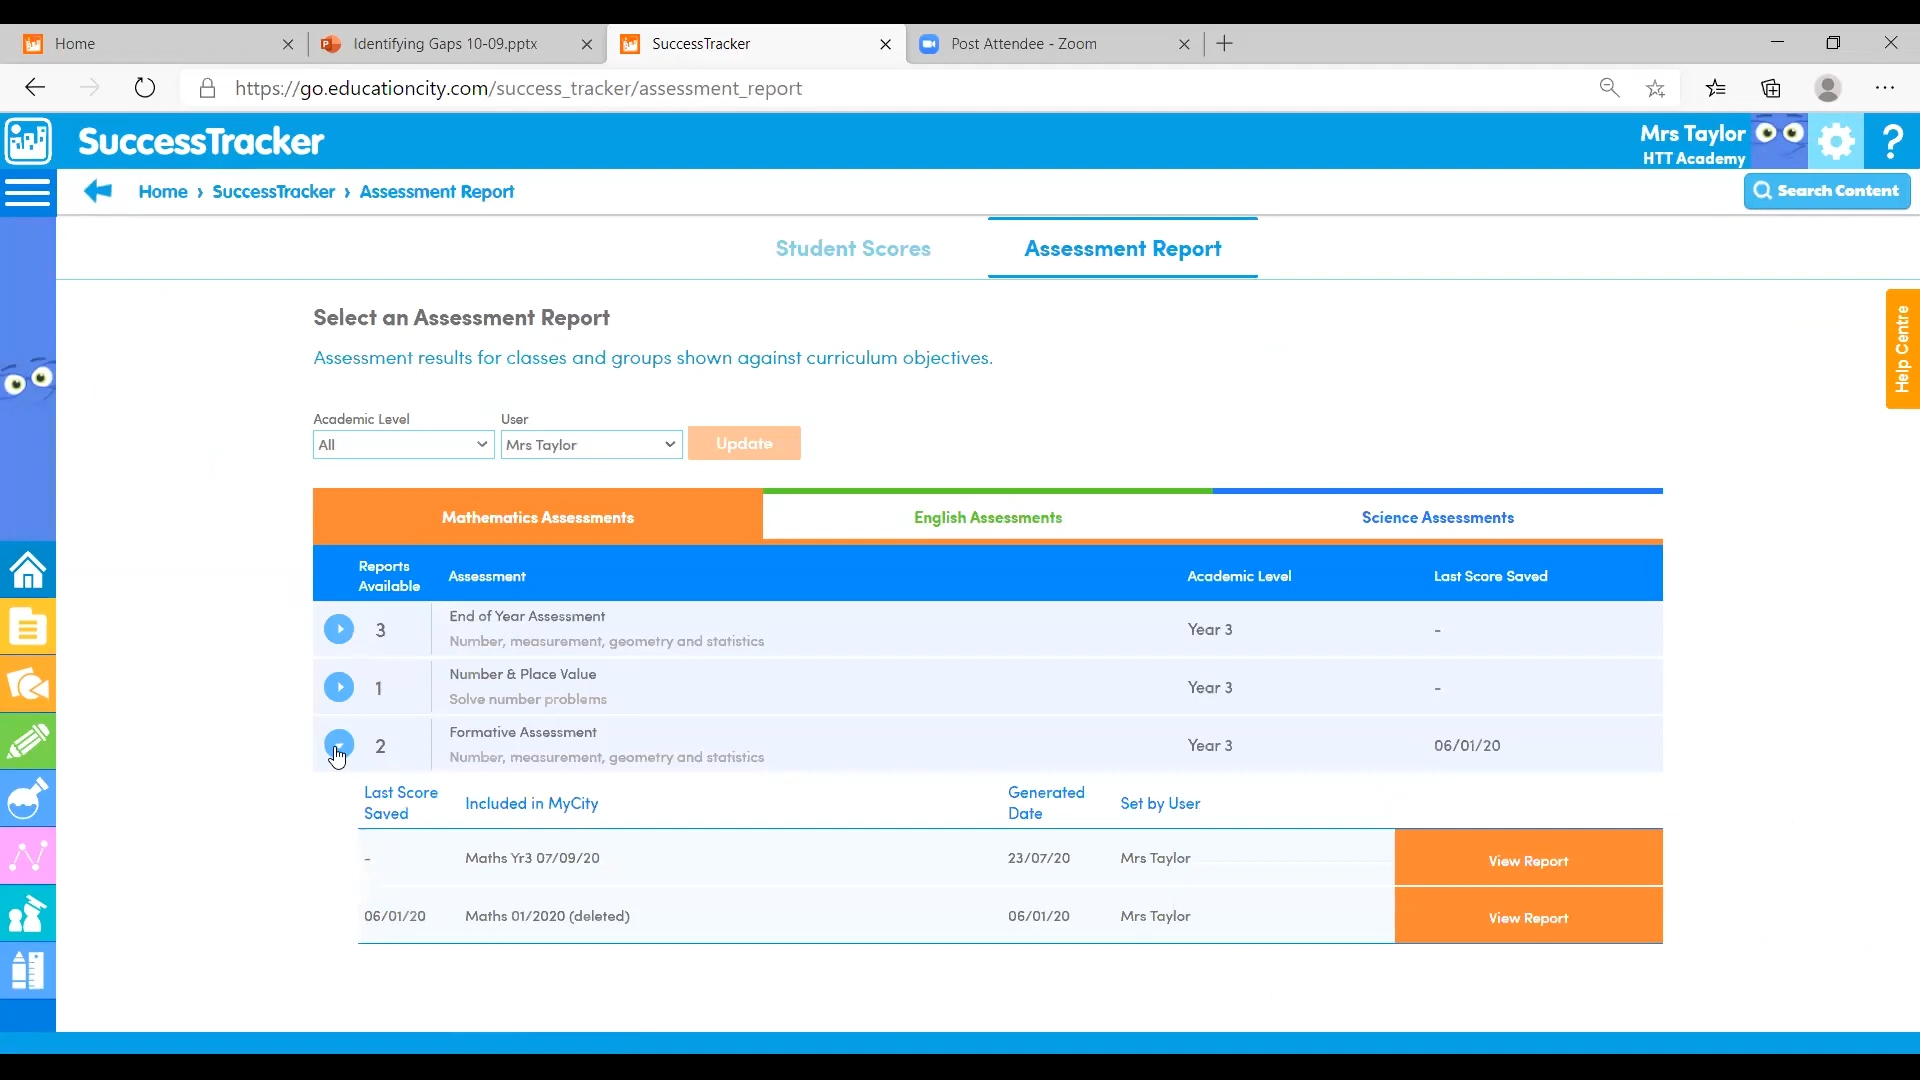 Home
Identifying Gaps 10-09.pptx
SuccessTracker
Post Attendee - Zoom
https://go.educationcity.com/success_tracker/assessment_report
SuccessTracker
Mrs Taylor
HTT Academy
?
Home › SuccessTracker › Assessment Report
Search Content
Student Scores
Assessment Report
Help Centre
Select an Assessment Report
Assessment results for classes and groups shown against curriculum objectives.
Academic Level
User
All
Mrs Taylor
Update
Mathematics Assessments
English Assessments
Science Assessments
Reports
Available
Assessment
Academic Level
Last Score Saved
3
End of Year Assessment
Number, measurement, geometry and statistics
Year 3
-
1
Number & Place Value
Solve number problems
Year 3
-
2
Formative Assessment
Number, measurement, geometry and statistics
Year 3
06/01/20
Last Score
Saved
Included in MyCity
Generated
Date
Set by User
-
Maths Yr3 07/09/20
23/07/20
Mrs Taylor
View Report
06/01/20
Maths 01/2020 (deleted)
06/01/20
Mrs Taylor
View Report